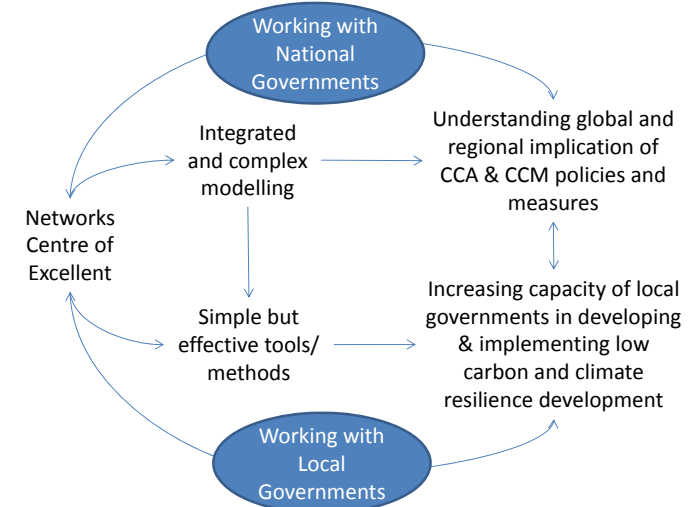 Working with
National
Governments
Integrated
and complex
modelling
Understanding global and
regional implication of
CCA & CCM policies and
measures
Networks
Centre of
Excellent
Simple but
effective tools/
methods
Increasing capacity of local
governments in developing
& implementing low
carbon and climate
resilience development
Working with
Local
Governments